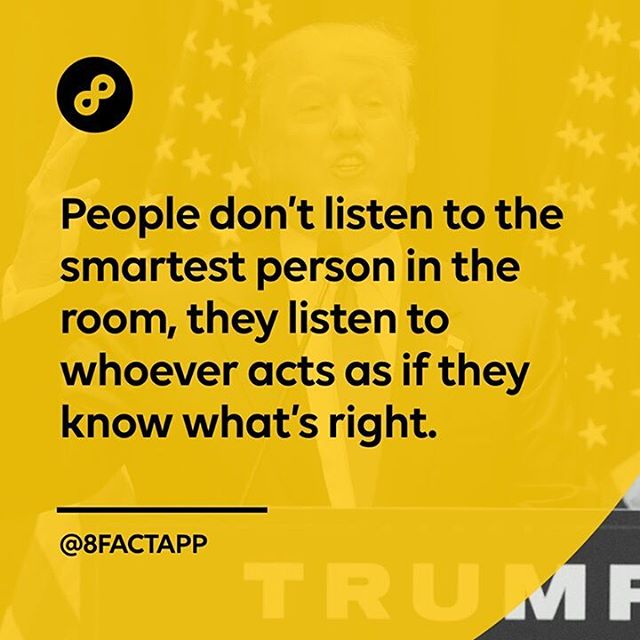 People don't listen to the
smartest person in the
room, they listen to
whoever acts as if they
know what's right.
@8FACTAPP
TRUMP